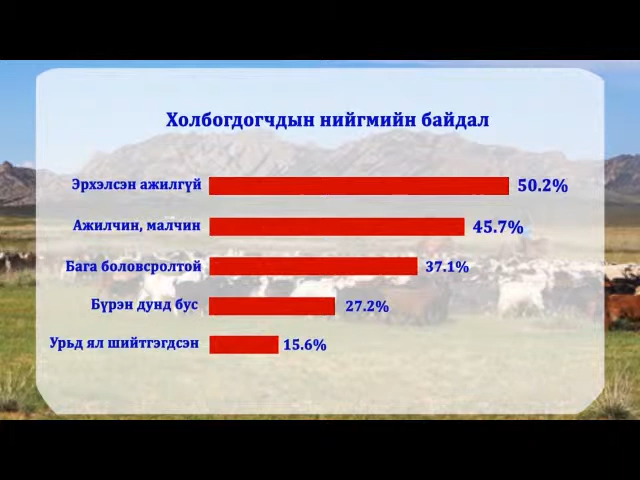 Холбогдогчдын нийгмийн байдал
Эрхэлсэн ажилгүй 50.2%
Ажилчин, малчин 45.7%
Бага боловсролтой 37.1%
Бүрэн дунд бус 27.2%
Урьд ял шийтгэгдсэн 15.6%